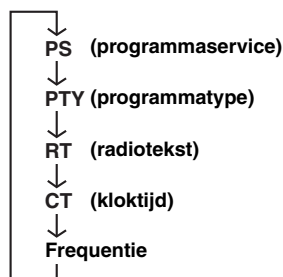 PS (programmaservice)
PTY (programmatype)
RT (radiotekst)
CT (kloktijd)
Frequentie